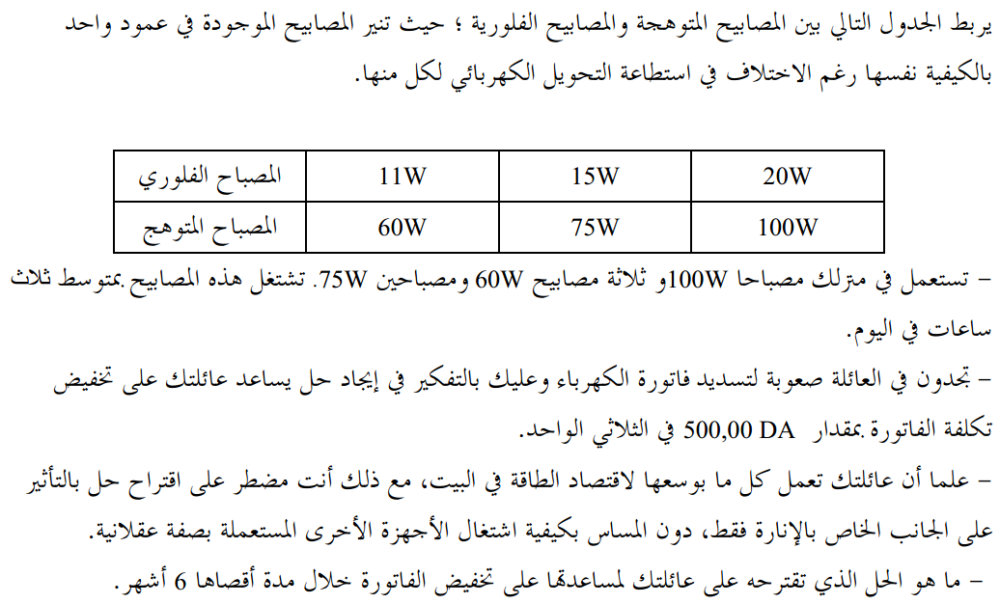 يربط الجدول التالي بين المصابيح المتوهجة والمصابيح الفلورية ؛ حيث تنير المصابيح الموجودة في عمود واحد
بالكيفية نفسها رغم الاختلاف في استطاعة التحويل الكهربائي لكل منها.
المصباح الفلوري 11W 15W 20W
المصباح المتوهج 60W 75W 100W
– تستعمل في منزلك مصباحا 100W و ثلاثة مصابيح 60W ومصباحين 75W. تشتغل هذه المصابيح بمتوسط ثلاث
ساعات في اليوم.
– تجدون في العائلة صعوبة لتسديد فاتورة الكهرباء وعليك بالتفكير في إيجاد حل يساعد عائلتك على تخفيض
تكلفة الفاتورة بمقدار 500,00 DA في الثلاثي الواحد.
– علما أن عائلتك تعمل كل ما بوسعها لاقتصاد الطاقة في البيت، مع ذلك أنت مضطر على اقتراح حل بالتأثير
على الجانب الخاص بالإنارة فقط، دون المساس بكيفية اشتغال الأجهزة الأخرى المستعملة بصفة عقلانية.
– ما هو الحل الذي تقترحه على عائلتك لمساعدتها على تخفيض الفاتورة خلال مدة أقصاها 6 أشهر.